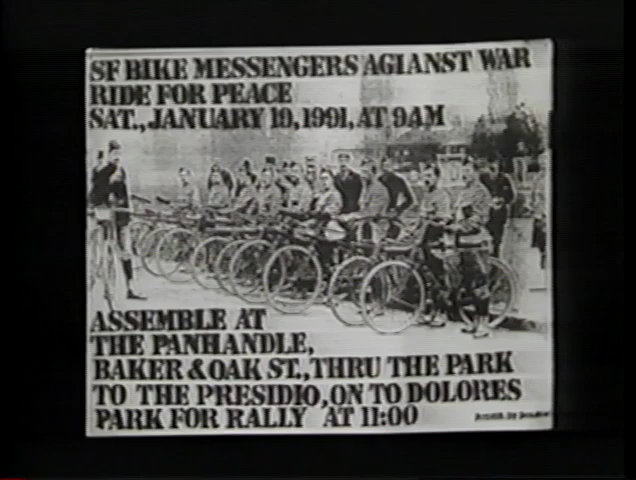 SF BIKE MESSENGERS AGIANST WAR
RIDE FOR PEACE
SAT., JANUARY 19, 1991, AT 9AM
ASSEMBLE AT
THE PANHANDLE,
BAKER & OAK ST., THRU THE PARK
TO THE PRESIDIO, ON TO DOLORES
PARK FOR RALLY AT 11:00